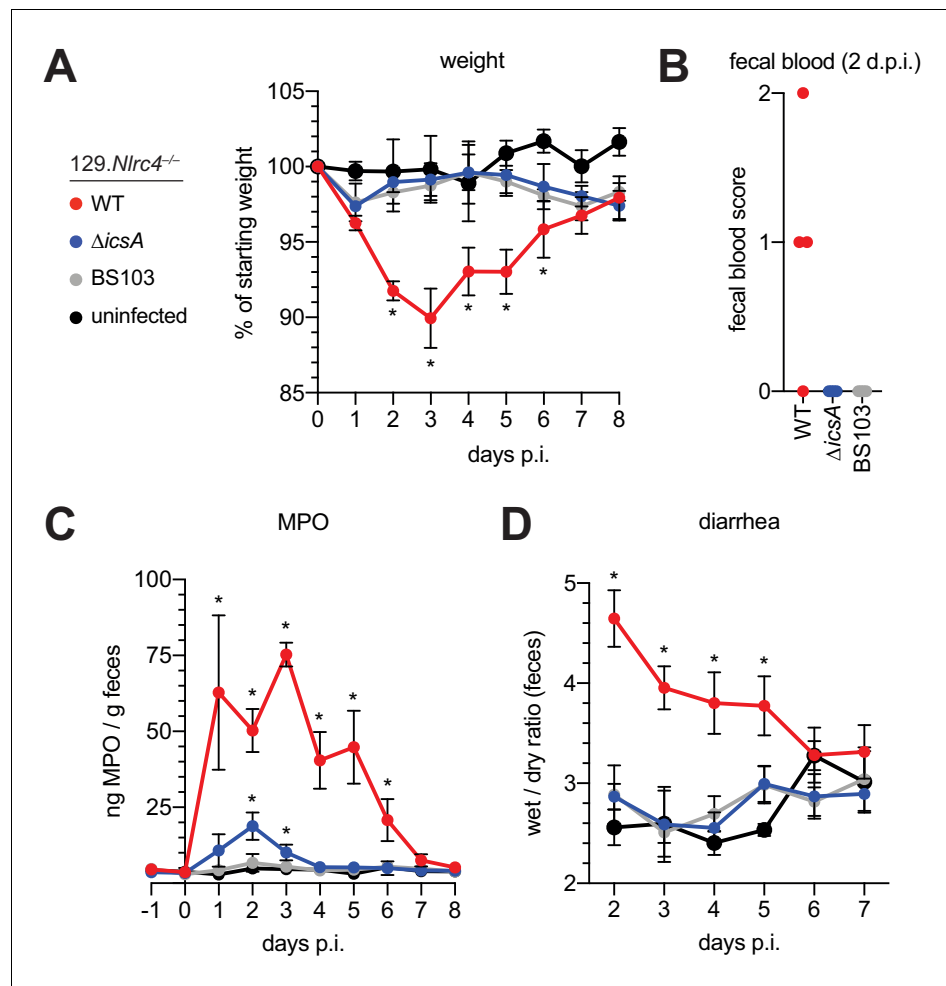 A
weight
129.Nlrc4–/–
WT
ΔicsA
BS103
uninfected
% of starting weight
105
100
95
90
85
0 1 2 3 4 5 6 7 8
* * * * *
days p.i.
B
fecal blood (2 d.p.i.)
fecal blood score
2
1
0
WT
ΔicsA
BS103
C
MPO
ng MPO / g feces
100
75
50
25
* * * * * *
* *
-1 0 1 2 3 4 5 6 7 8
days p.i.
D
diarrhea
wet / dry ratio (feces)
5
4
3
2
* * * *
2 3 4 5 6 7
days p.i.